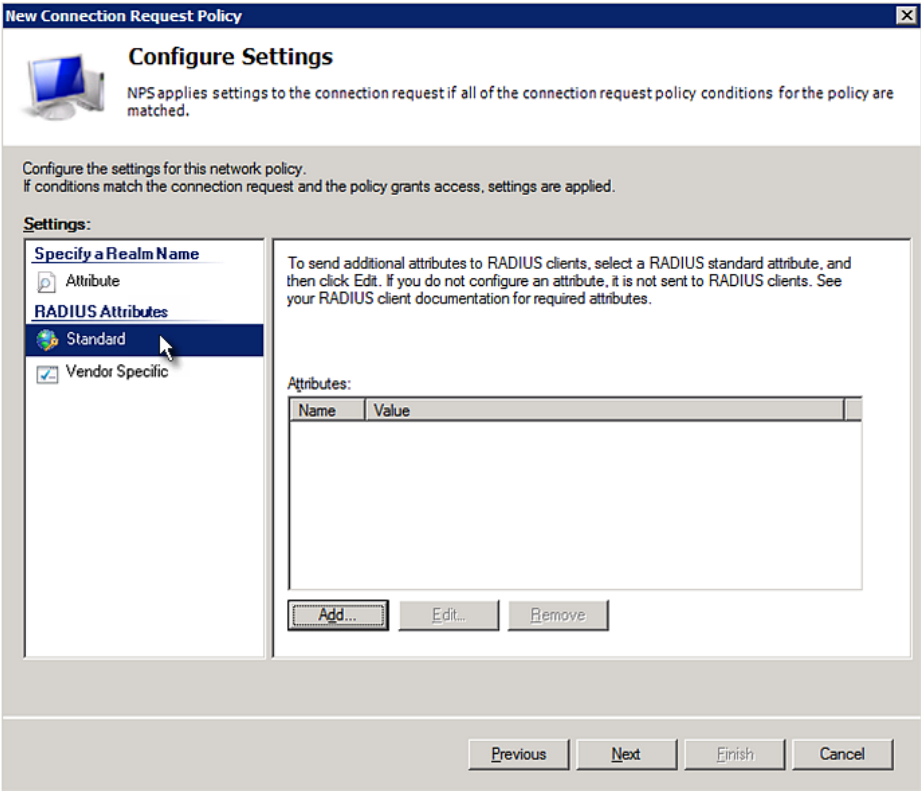 New Connection Request Policy
Configure Settings
NPS applies settings to the connection request if all of the connection request policy conditions for the policy are
matched.
Configure the settings for this network policy.
If conditions match the connection request and the policy grants access, settings are applied.
Settings:
Specify a Realm Name
Attribute
RADIUS Attributes
Standard
Vendor Specific
To send additional attributes to RADIUS clients, select a RADIUS standard attribute, and
then click Edit. If you do not configure an attribute, it is not sent to RADIUS clients. See
your RADIUS client documentation for required attributes.
Attributes:
Name Value
Add... Edit... Remove
Previous Next Finish Cancel